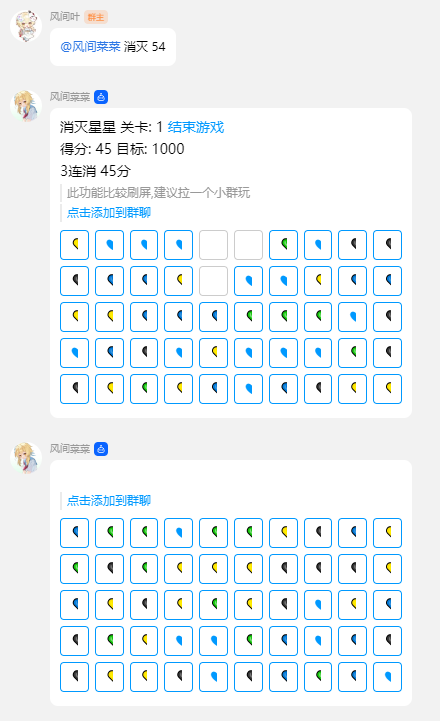 风间叶 群主
@风间菜菜 消灭 54
风间菜菜
消灭星星 关卡: 1 结束游戏
得分: 45 目标: 1000
3连消 45分
此功能比较刷屏,建议拉一个小群玩
点击添加到群聊
风间菜菜
点击添加到群聊